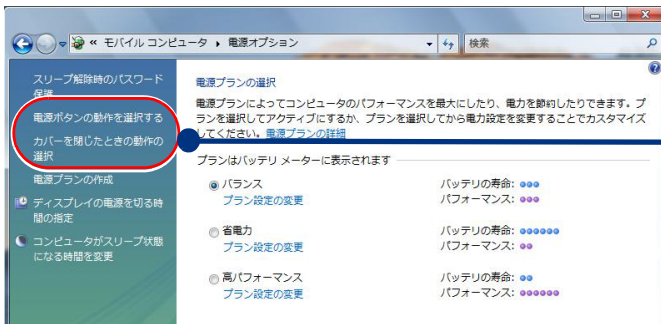 « モバイル コンピュータ ▸ 電源オプション
検索
スリープ解除時のパスワード
保護
電源ボタンの動作を選択する
カバーを閉じたときの動作の
選択
電源プランの作成
ディスプレイの電源を切る時
間の指定
コンピュータがスリープ状態
になる時間を変更
電源プランの選択
電源プランによってコンピュータのパフォーマンスを最大にしたり、電力を節約したりできます。プ
ランを選択してアクティブにするか、プランを選択してから電力設定を変更することでカスタマイズ
してください。電源プランの詳細
プランはバッテリ メーターに表示されます
バランス バッテリの寿命:
プラン設定の変更 パフォーマンス:
省電力 バッテリの寿命:
プラン設定の変更 パフォーマンス:
高パフォーマンス バッテリの寿命:
プラン設定の変更 パフォーマンス: